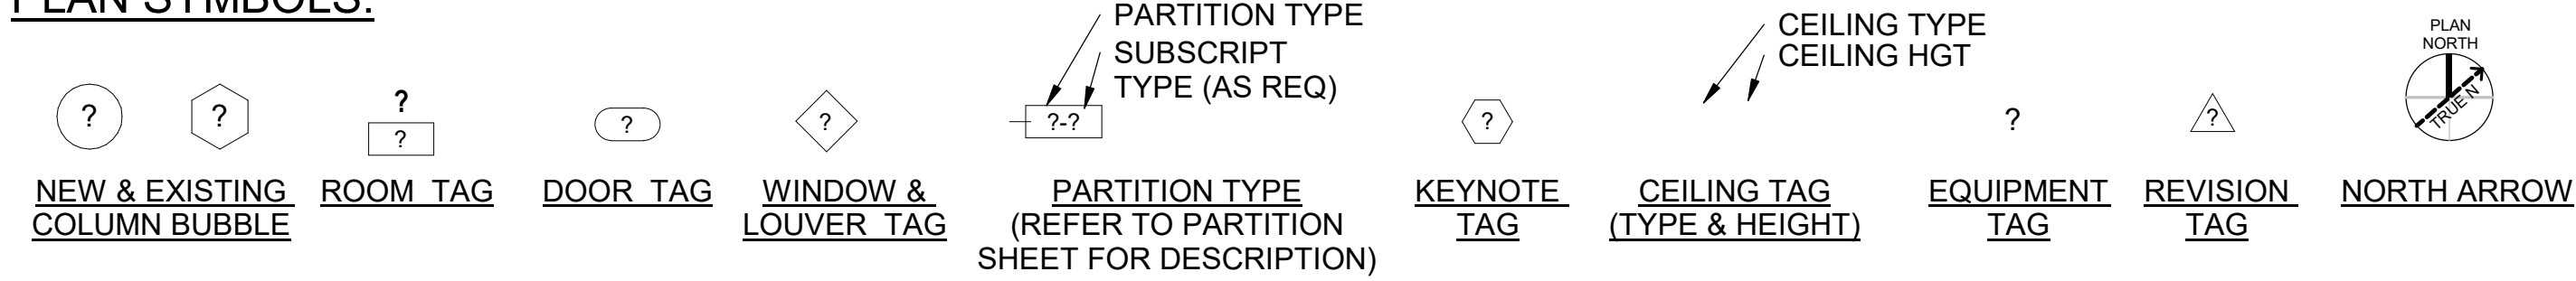 PLAN SYMBOLS:
?
?
NEW & EXISTING
COLUMN BUBBLE
?
?
ROOM TAG
?
DOOR TAG
?
WINDOW &
LOUVER TAG
PARTITION TYPE
SUBSCRIPT
TYPE (AS REQ)
?-?
PARTITION TYPE
(REFER TO PARTITION
SHEET FOR DESCRIPTION)
?
KEYNOTE
TAG
CEILING TYPE
CEILING HGT
CEILING TAG
(TYPE & HEIGHT)
?
EQUIPMENT
TAG
?
REVISION
TAG
PLAN
NORTH
TRUE N
NORTH ARROW